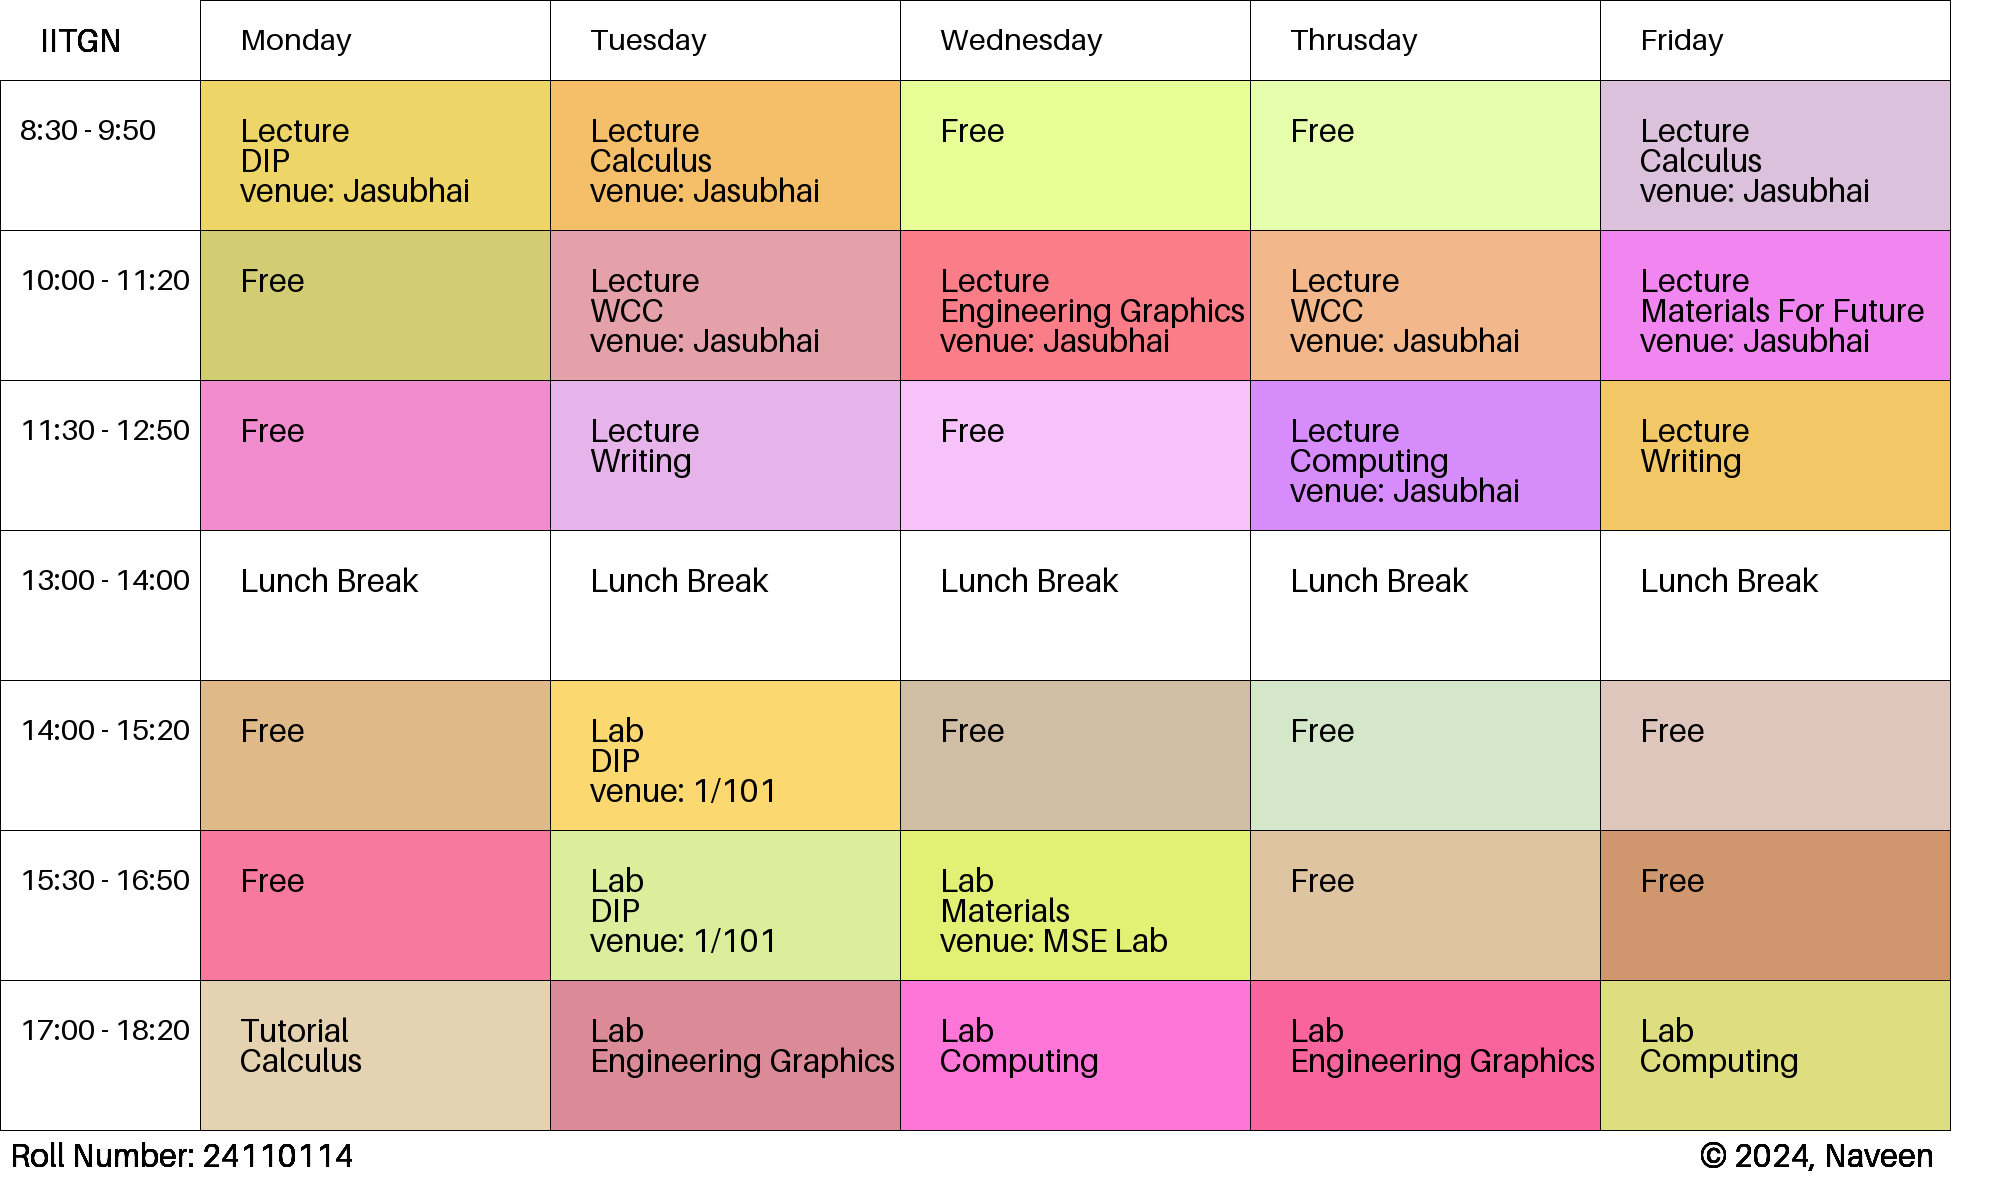 IITGN Monday Tuesday Wednesday Thrusday Friday
8:30 - 9:50
Lecture
DIP
venue: Jasubhai
Lecture
Calculus
venue: Jasubhai
Free
Free
Lecture
Calculus
venue: Jasubhai
10:00 - 11:20
Free
Lecture
WCC
venue: Jasubhai
Lecture
Engineering Graphics
venue: Jasubhai
Lecture
WCC
venue: Jasubhai
Lecture
Materials For Future
venue: Jasubhai
11:30 - 12:50
Free
Lecture
Writing
Free
Lecture
Computing
venue: Jasubhai
Lecture
Writing
13:00 - 14:00
Lunch Break
Lunch Break
Lunch Break
Lunch Break
Lunch Break
14:00 - 15:20
Free
Lab
DIP
venue: 1/101
Free
Free
Free
15:30 - 16:50
Free
Lab
DIP
venue: 1/101
Lab
Materials
venue: MSE Lab
Free
Free
17:00 - 18:20
Tutorial
Calculus
Lab
Engineering Graphics
Lab
Computing
Lab
Engineering Graphics
Lab
Computing
Roll Number: 24110114
© 2024, Naveen